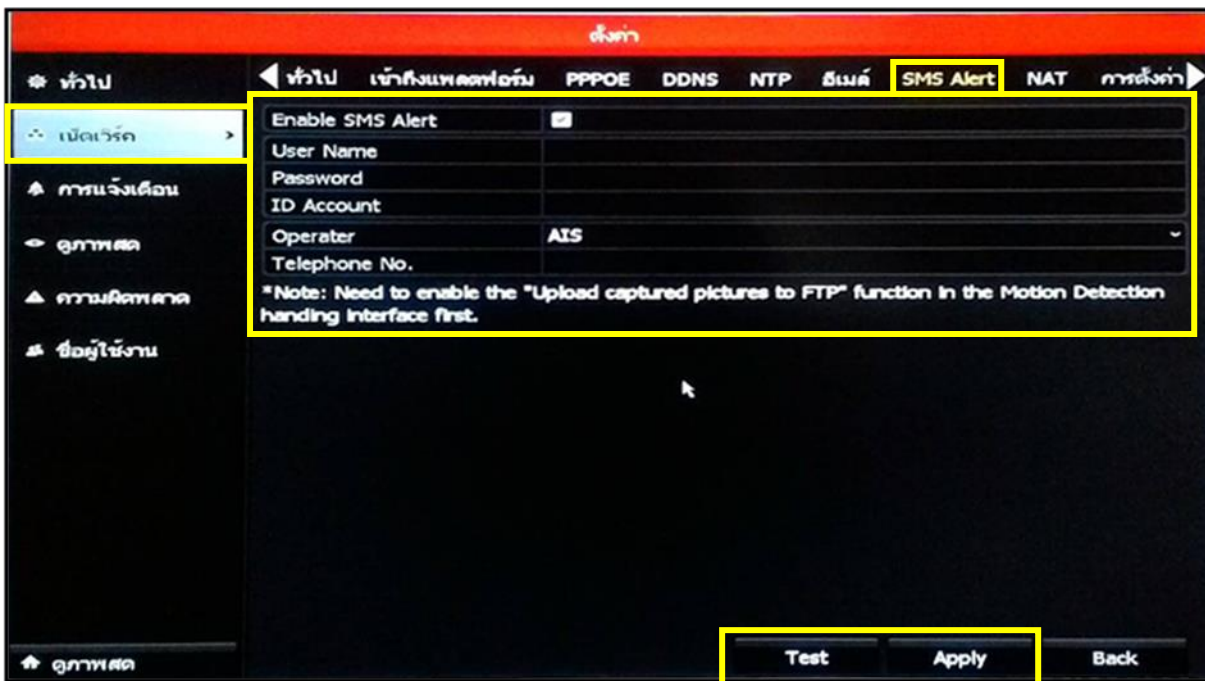 ตั้งค่า
ทั่วไป
เน็ตเวิร์ค
การแจ้งเตือน
ดูภาพสด
ความผิดพลาด
ชื่อผู้ใช้งาน
ดูภาพสด
ทั่วไป เข้าถึงแพลตฟอร์ม PPPOE DDNS NTP อีเมล์ SMS Alert NAT การตั้งค่า
Enable SMS Alert
User Name
Password
ID Account
Operater AIS
Telephone No.
*Note: Need to enable the "Upload captured pictures to FTP" function in the Motion Detection
handing interface first.
Test Apply Back